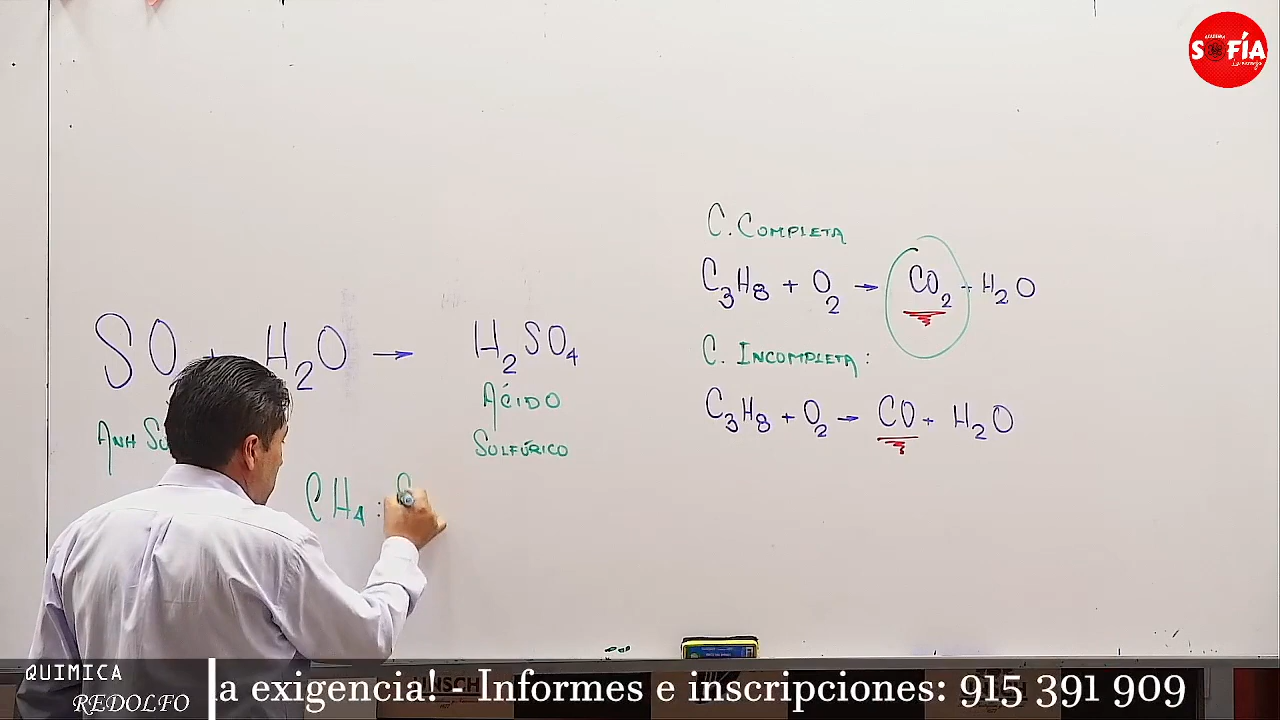 ACADEMIA
SOFÍA
C. COMPLETA
C₃H₈ + O₂ → CO₂ + H₂O
C. INCOMPLETA:
C₃H₈ + O₂ → CO + H₂O
SO + H₂O → H₂SO₄
ANH
ÁCIDO
SULFÚRICO
CH₄ :
QUIMICA
REDOLFO
a exigencia! - Informes e inscripciones: 915 391 909